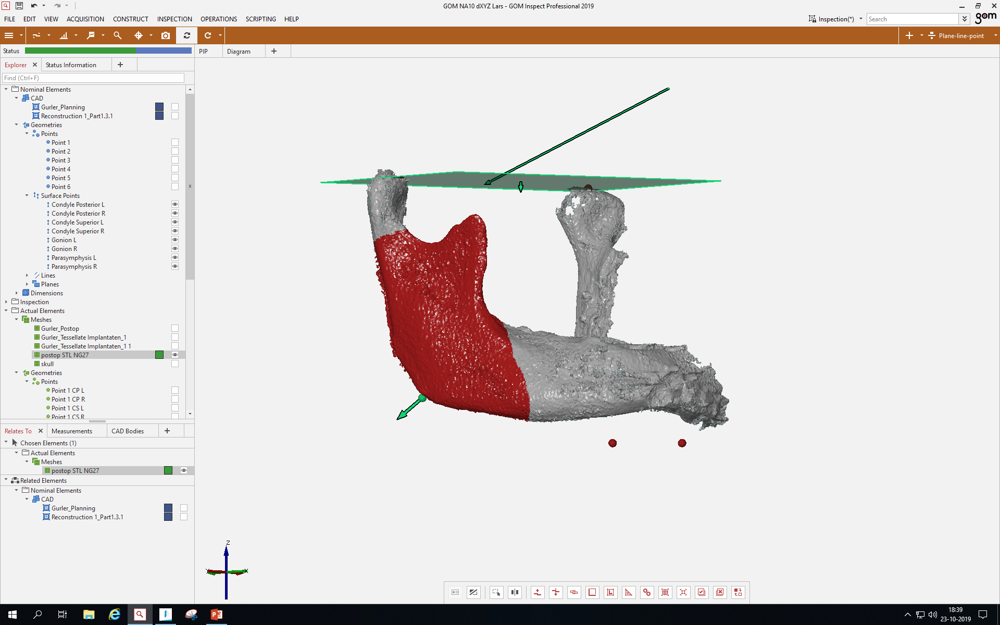 GOM NA10 dXYZ Lars - GOM Inspect Professional 2019
FILE EDIT VIEW ACQUISITION CONSTRUCT INSPECTION OPERATIONS SCRIPTING HELP
Inspection(*) Search gom
Plane-line-point
Status PIP Diagram
Explorer Status Information
Find (Ctrl+F)
Nominal Elements
CAD
Gurler_Planning
Reconstruction 1_Part1.3.1
Geometries
Points
Point 1
Point 2
Point 3
Point 4
Point 5
Point 6
Surface Points
Condyle Posterior L
Condyle Posterior R
Condyle Superior L
Condyle Superior R
Gonion L
Gonion R
Parasymphysis L
Parasymphysis R
Lines
Planes
Dimensions
Inspection
Actual Elements
Meshes
Gurler_Postop
Gurler_Tessellate Implantaten_1
Gurler_Tessellate Implantaten_1 1
postop STL NG27
skull
Geometries
Points
Point 1 CP L
Point 1 CP R
Point 1 CS L
Point 1 CS R
Relates To Measurements CAD Bodies
Chosen Elements (1)
Actual Elements
Meshes
postop STL NG27
Related Elements
Nominal Elements
CAD
Gurler_Planning
Reconstruction 1_Part1.3.1
Z
18:39
23-10-2019